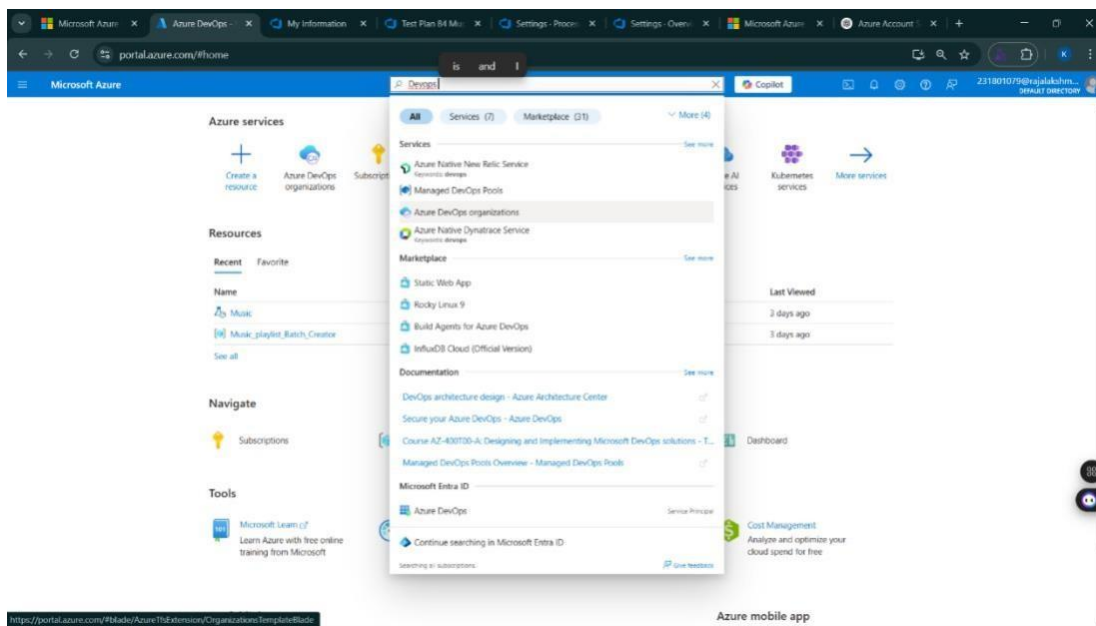 Microsoft Azure
Azure DevOps -
My Information
Test Plan 84 Mus
Settings - Proces
Settings - Overv
Microsoft Azure
Azure Account
portal.azure.com/#home
is and I
Microsoft Azure
Devops
Copilot
231801079@rajalakshm...
DEFAULT DIRECTORY
Azure services
Create a resource
Azure DevOps organizations
Subscript
e AI
ices
Kubernetes services
More services
All Services (7) Marketplace (31) More (4)
Services See more
Azure Native New Relic Service
Keywords: devops
Managed DevOps Pools
Azure DevOps organizations
Azure Native Dynatrace Service
Keywords: devops
Marketplace See more
Static Web App
Rocky Linux 9
Build Agents for Azure DevOps
InfluxDB Cloud (Official Version)
Documentation See more
DevOps architecture design - Azure Architecture Center
Secure your Azure DevOps - Azure DevOps
Course AZ-400T00-A: Designing and Implementing Microsoft DevOps solutions - T...
Managed DevOps Pools Overview - Managed DevOps Pools
Microsoft Entra ID
Azure DevOps Service Principal
Continue searching in Microsoft Entra ID
Searching all subscriptions.
Give feedback
Resources
Recent Favorite
Name Last Viewed
Music 3 days ago
Music_playlist_Batch_Creator 3 days ago
See all
Navigate
Subscriptions
Dashboard
Tools
Microsoft Learn
Learn Azure with free online
training from Microsoft
Cost Management
Analyze and optimize your
cloud spend for free
Azure mobile app
https://portal.azure.com/#blade/AzureTfsExtension/OrganizationsTemplateBlade